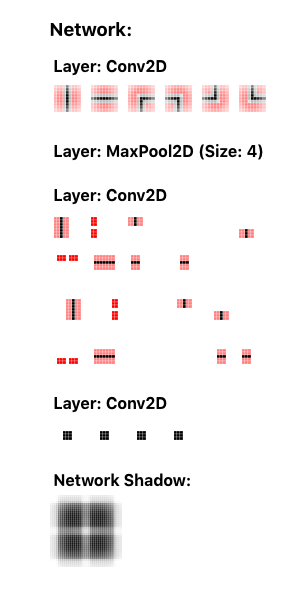 Network:
Layer: Conv2D
Layer: MaxPool2D (Size: 4)
Layer: Conv2D
Layer: Conv2D
Network Shadow: